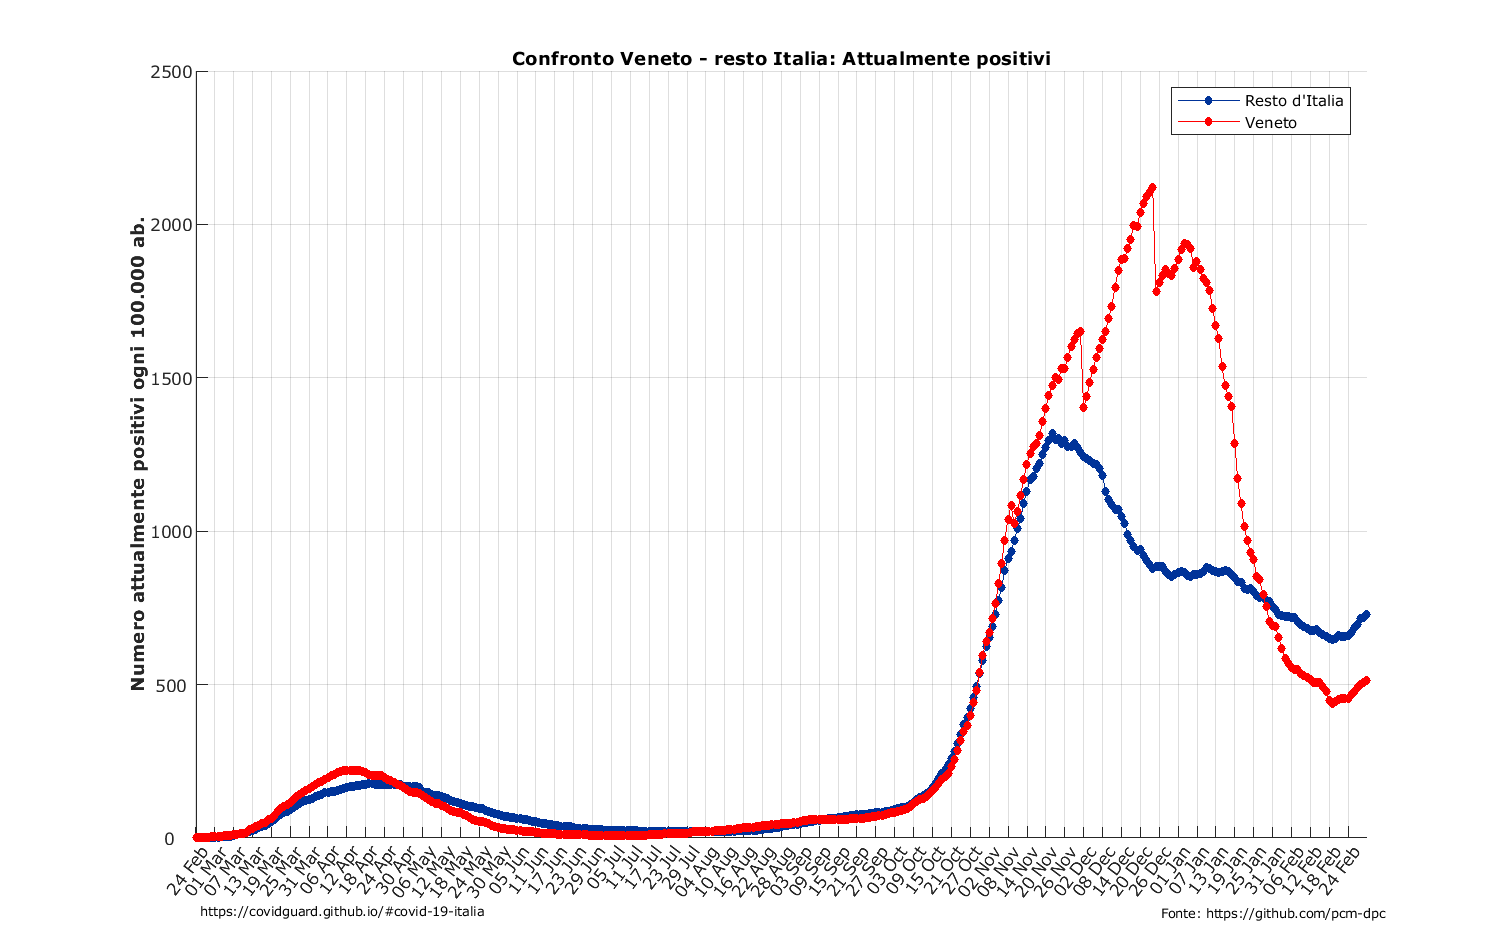 Confronto Veneto - resto Italia: Attualmente positivi
Resto d'Italia
Veneto
Numero attualmente positivi ogni 100.000 ab.
2500
2000
1500
1000
500
0
24 Feb
01 Mar
07 Mar
13 Mar
19 Mar
25 Mar
31 Mar
06 Apr
12 Apr
18 Apr
24 Apr
30 Apr
06 May
12 May
18 May
24 May
30 May
05 Jun
11 Jun
17 Jun
23 Jun
29 Jun
05 Jul
11 Jul
17 Jul
23 Jul
29 Jul
04 Aug
10 Aug
16 Aug
22 Aug
28 Aug
03 Sep
09 Sep
15 Sep
21 Sep
27 Sep
03 Oct
09 Oct
15 Oct
21 Oct
27 Oct
02 Nov
08 Nov
14 Nov
20 Nov
26 Nov
02 Dec
08 Dec
14 Dec
20 Dec
26 Dec
01 Jan
07 Jan
13 Jan
19 Jan
25 Jan
31 Jan
06 Feb
12 Feb
18 Feb
24 Feb
https://covidguard.github.io/#covid-19-italia
Fonte: https://github.com/pcm-dpc